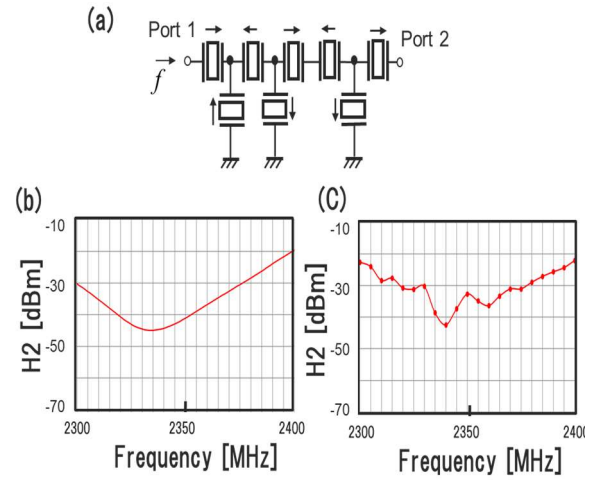 (a)
Port 1
Port 2
f
(b)
-10
-30
-50
-70
H2 [dBm]
2300
2350
2400
Frequency [MHz]
(C)
-10
-30
-50
-70
H2 [dBm]
2300
2350
2400
Frequency [MHz]